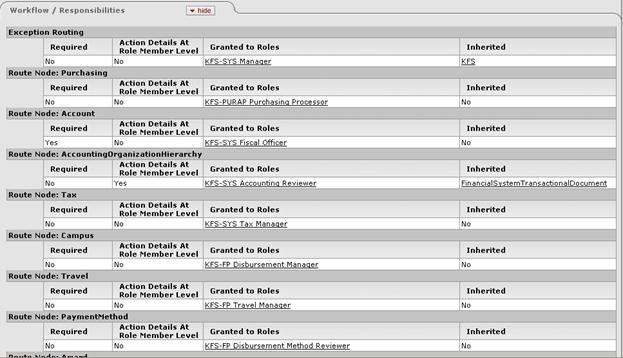 Workflow / Responsibilities
hide
Exception Routing
Required Action Details At Role Member Level Granted to Roles Inherited
No No KFS-SYS Manager KFS
Route Node: Purchasing
Required Action Details At Role Member Level Granted to Roles Inherited
No No KFS-PURAP Purchasing Processor No
Route Node: Account
Required Action Details At Role Member Level Granted to Roles Inherited
Yes No KFS-SYS Fiscal Officer No
Route Node: AccountingOrganizationHierarchy
Required Action Details At Role Member Level Granted to Roles Inherited
No Yes KFS-SYS Accounting Reviewer FinancialSystemTransactionalDocument
Route Node: Tax
Required Action Details At Role Member Level Granted to Roles Inherited
No No KFS-SYS Tax Manager No
Route Node: Campus
Required Action Details At Role Member Level Granted to Roles Inherited
No No KFS-FP Disbursement Manager No
Route Node: Travel
Required Action Details At Role Member Level Granted to Roles Inherited
No No KFS-FP Travel Manager No
Route Node: PaymentMethod
Required Action Details At Role Member Level Granted to Roles Inherited
No No KFS-FP Disbursement Method Reviewer No
Route Node: Award